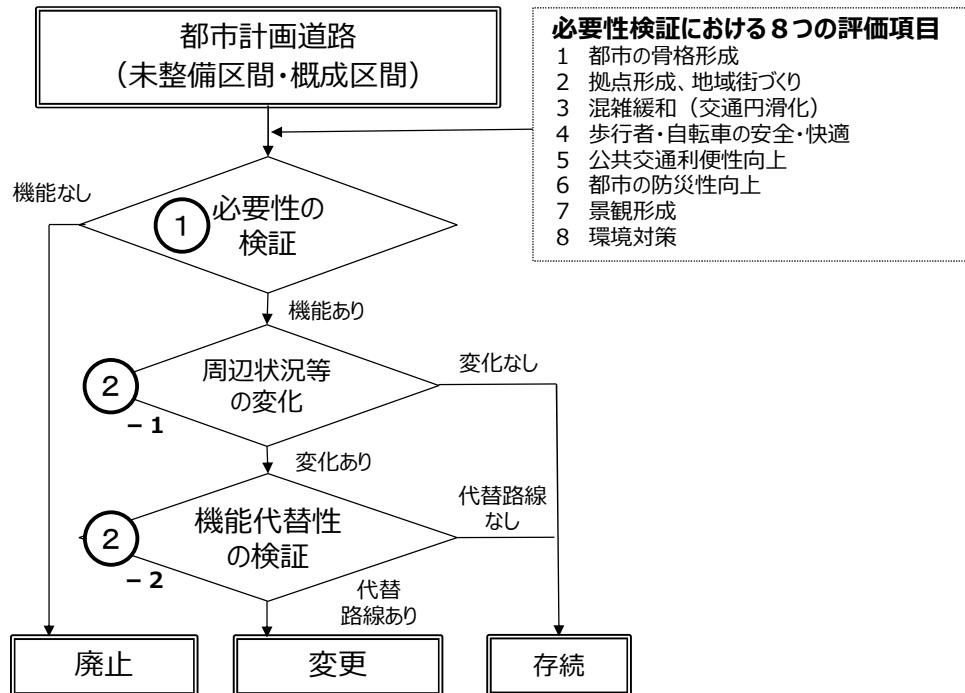 都市計画道路
（未整備区間・概成区間）
必要性検証における８つの評価項目
1 都市の骨格形成
2 拠点形成、地域街づくり
3 混雑緩和（交通円滑化）
4 歩行者・自転車の安全・快適
5 公共交通利便性向上
6 都市の防災性向上
7 景観形成
8 環境対策
機能なし
1 必要性の
検証
機能あり
2
－1
周辺状況等
の変化
変化なし
変化あり
2
－2
機能代替性
の検証
代替路線
なし
代替
路線あり
廃止
変更
存続